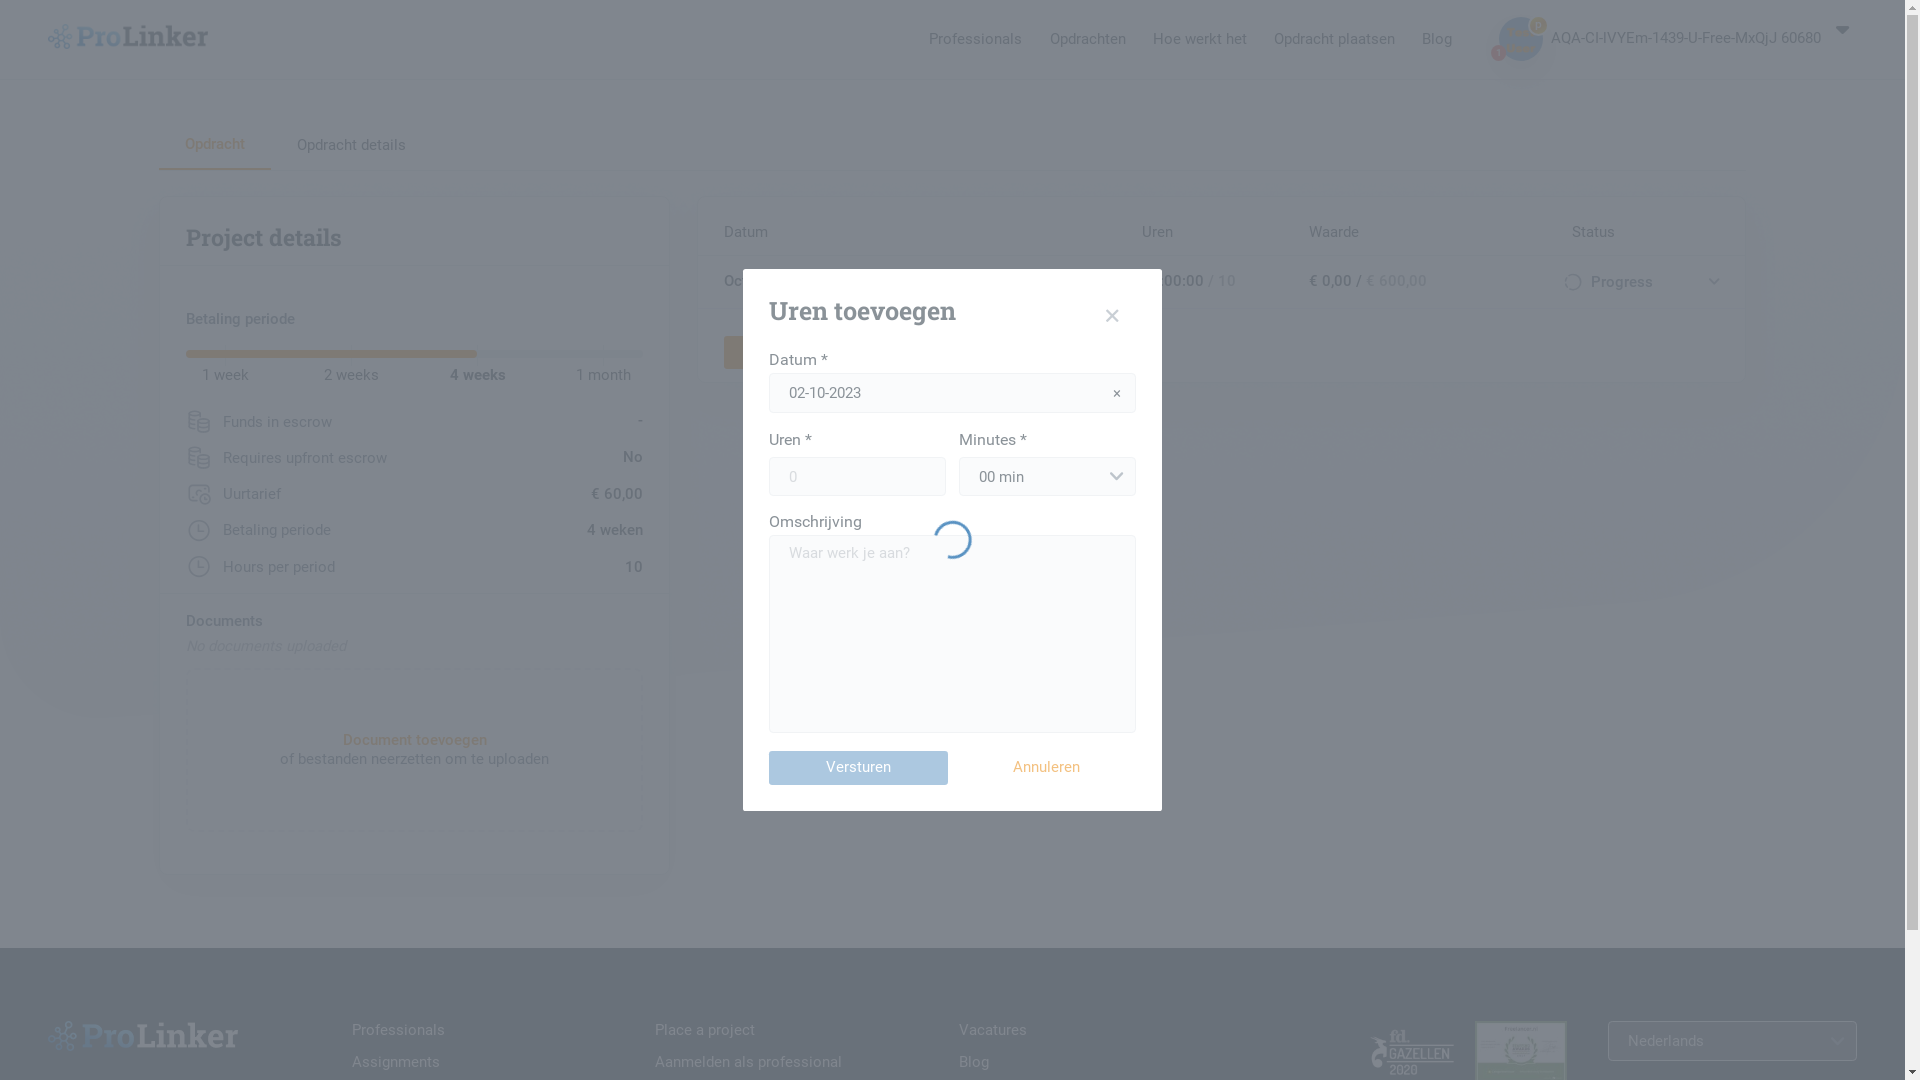 ProLinker
Professionals
Opdrachten
Hoe werkt het
Opdracht plaatsen
Blog
0
1
AQA-CI-IVYEm-1439-U-Free-MxQjJ 60680
Opdracht
Opdracht details
Project details
Betaling periode
1 week
2 weeks
4 weeks
1 month
Funds in escrow
-
Requires upfront escrow
No
Uurtarief
€ 60,00
Betaling periode
4 weken
Hours per period
10
Documents
No documents uploaded
Document toevoegen
of bestanden neerzetten om te uploaden
Datum
Uren
Waarde
Status
Oc
:00:00 / 10
€ 0,00 / € 600,00
Progress
Uren toevoegen
×
Datum *
02-10-2023
×
Uren *
Minutes *
0
00 min
Omschrijving
Waar werk je aan?
Versturen
Annuleren
ProLinker
Professionals
Assignments
Place a project
Aanmelden als professional
Vacatures
Blog
fd.
GAZELLEN
2020
Nederlands